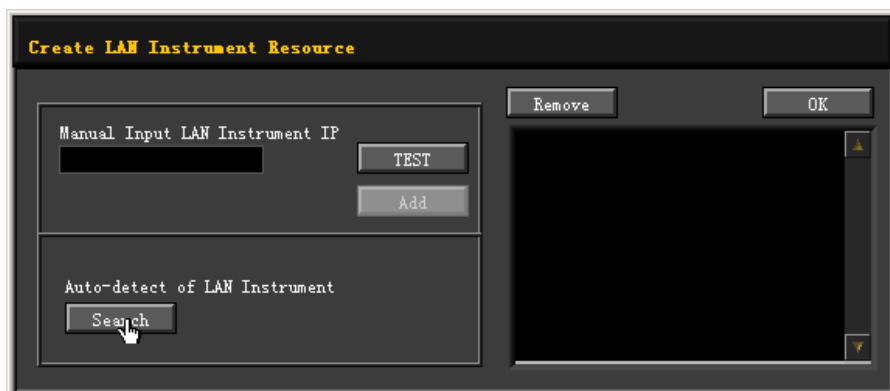 Create LAN Instrument Resource
Remove
OK
Manual Input LAN Instrument IP
TEST
Add
Auto-detect of LAN Instrument
Search